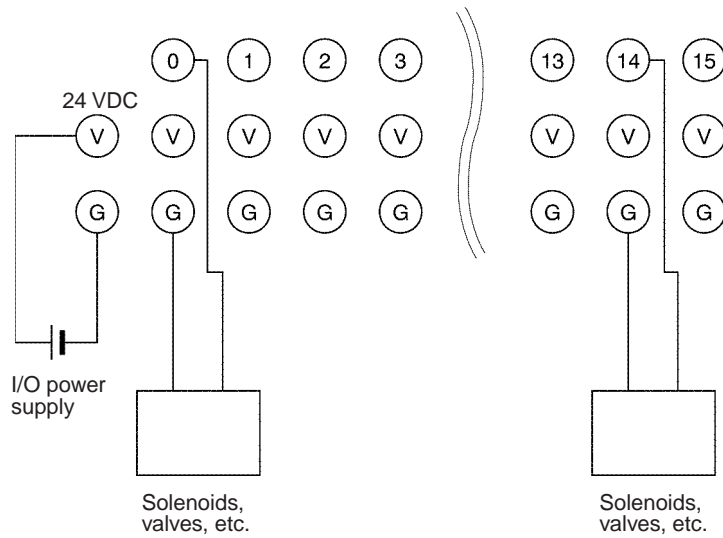 0 1 2 3 13 14 15
24 VDC
V V V V V V V V
G G G G G G G G
I/O power
supply
Solenoids,
valves, etc.
Solenoids,
valves, etc.